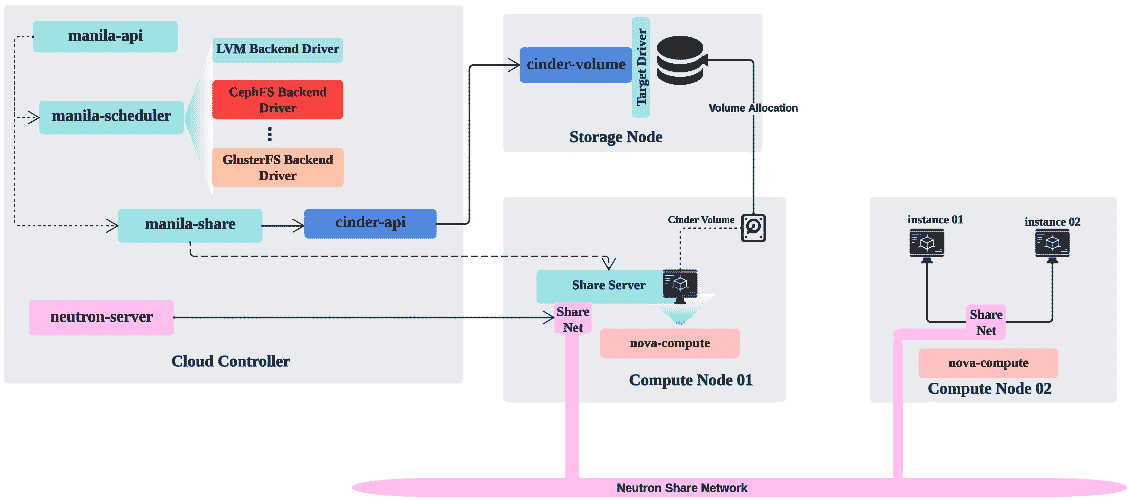 manila-api
LVM Backend Driver
manila-scheduler
CephFS Backend
Driver
GlusterFS Backend
Driver
manila-share
cinder-api
neutron-server
Cloud Controller
cinder-volume
Target Driver
Volume Allocation
Storage Node
Cinder Volume
Share Server
Share
Net
nova-compute
Compute Node 01
instance 01
instance 02
Share
Net
nova-compute
Compute Node 02
Neutron Share Network